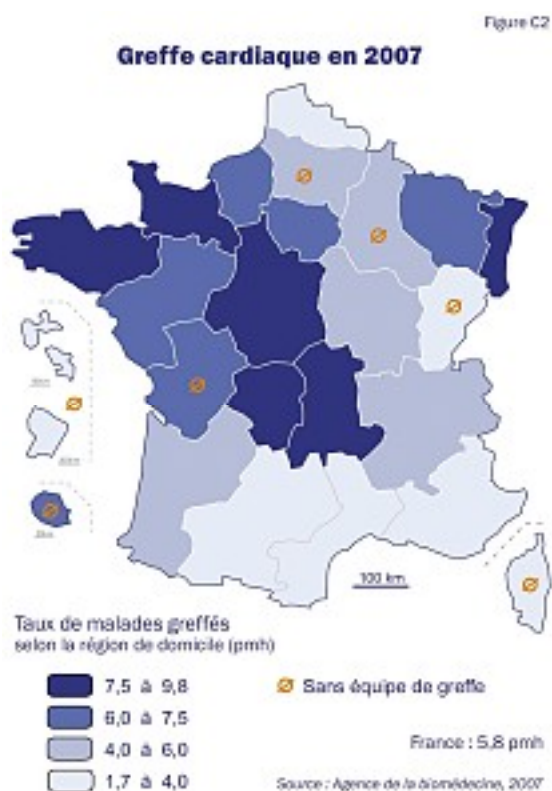 Figure C2
Greffe cardiaque en 2007
100 km
Taux de malades greffés
selon la région de domicile (pmh)
7,5 à 9,8
6,0 à 7,5
4,0 à 6,0
1,7 à 4,0
Sans équipe de greffe
France : 5,8 pmh
Source : Agence de la biomédecine, 2007